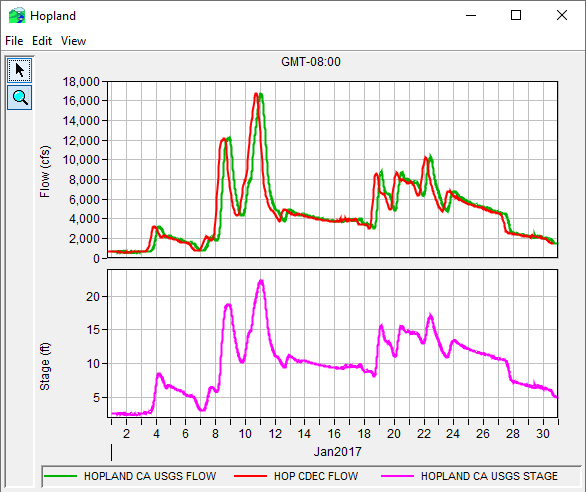 Hopland
File Edit View
GMT-08:00
18,000
16,000
14,000
12,000
10,000
8,000
6,000
4,000
2,000
0
Flow (cfs)
20
15
10
5
Stage (ft)
2 4 6 8 10 12 14 16 18 20 22 24 26 28 30
Jan2017
HOPLAND CA USGS FLOW HOP CDEC FLOW HOPLAND CA USGS STAGE